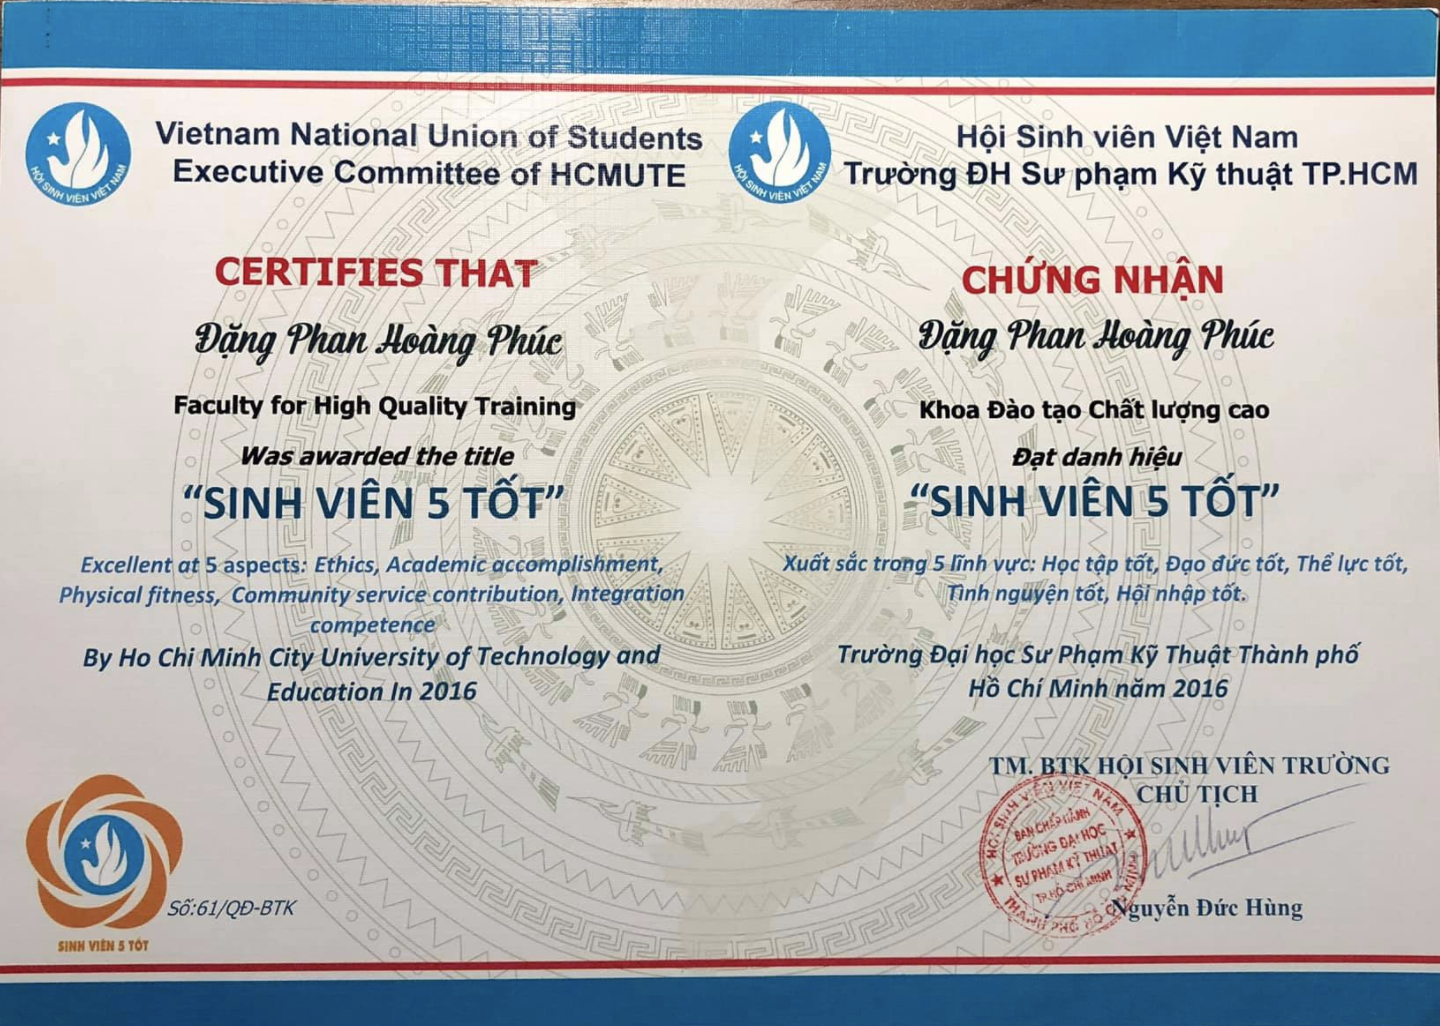 HỘI SINH VIÊN VIỆT NAM
Vietnam National Union of Students
Executive Committee of HCMUTE
CERTIFIES THAT
Đặng Phan Hoàng Phúc
Faculty for High Quality Training
Was awarded the title
“SINH VIÊN 5 TỐT”
Excellent at 5 aspects: Ethics, Academic accomplishment,
Physical fitness, Community service contribution, Integration
competence
By Ho Chi Minh City University of Technology and
Education In 2016
SINH VIÊN 5 TỐT
Số:61/QĐ-BTK
HỘI SINH VIÊN VIỆT NAM
Hội Sinh viên Việt Nam
Trường ĐH Sư phạm Kỹ thuật TP.HCM
CHỨNG NHẬN
Đặng Phan Hoàng Phúc
Khoa Đào tạo Chất lượng cao
Đạt danh hiệu
“SINH VIÊN 5 TỐT”
Xuất sắc trong 5 lĩnh vực: Học tập tốt, Đạo đức tốt, Thể lực tốt,
Tình nguyện tốt, Hội nhập tốt.
Trường Đại học Sư Phạm Kỹ Thuật Thành phố
Hồ Chí Minh năm 2016
TM. BTK HỘI SINH VIÊN TRƯỜNG
CHỦ TỊCH
HỘI SINH VIÊN VIỆT NAM
BAN CHẤP HÀNH
TRƯỜNG ĐẠI HỌC
SƯ PHẠM KỸ THUẬT
TP.HỒ CHÍ MINH
THÀNH PHỐ HỒ CHÍ MINH
Nguyễn Đức Hùng